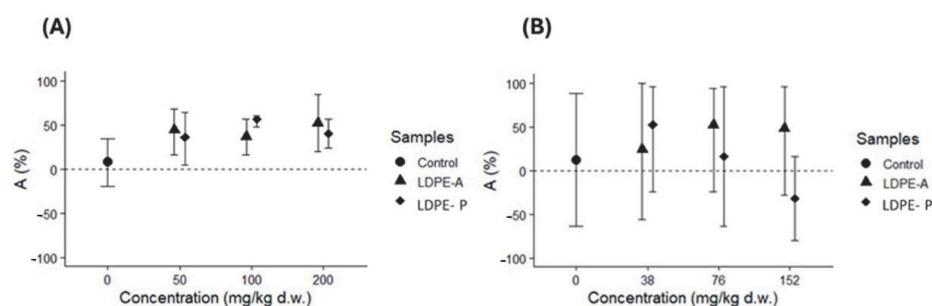 (A)
100
50
0
-50
-100
A (%)
0 50 100 200
Concentration (mg/kg d.w.)
Samples
Control
LDPE-A
LDPE- P
(B)
100
50
0
-50
-100
A (%)
0 38 76 152
Concentration (mg/kg d.w.)
Samples
Control
LDPE-A
LDPE- P